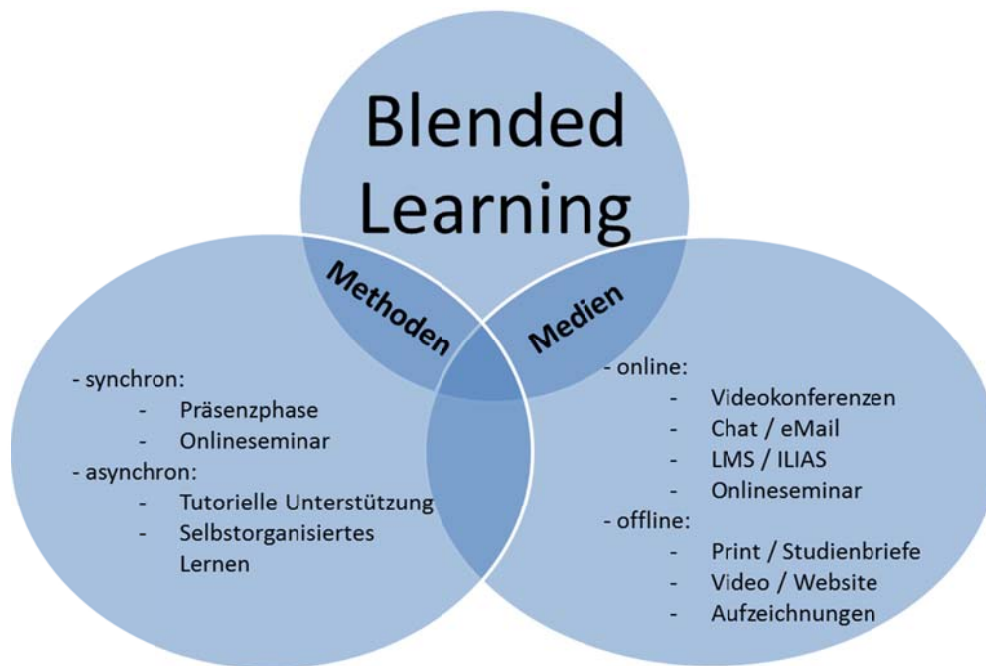 Blended
Learning
Methoden
Medien
- synchron:
- Präsenzphase
- Onlineseminar
- asynchron:
- Tutorielle Unterstützung
- Selbstorganisiertes
Lernen
- online:
- Videokonferenzen
- Chat / eMail
- LMS / ILIAS
- Onlineseminar
- offline:
- Print / Studienbriefe
- Video / Website
- Aufzeichnungen